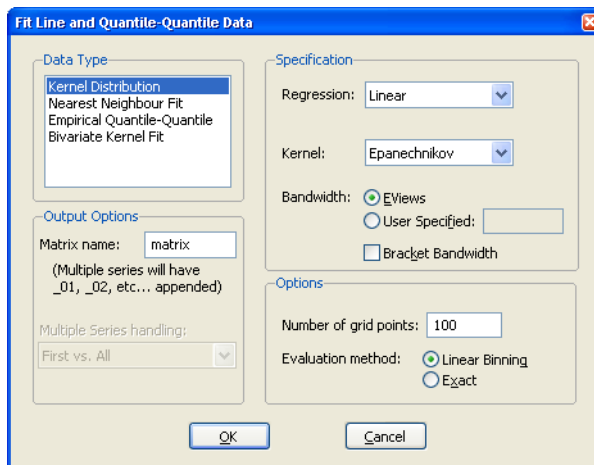 Fit Line and Quantile-Quantile Data
Data Type
Kernel Distribution
Nearest Neighbour Fit
Empirical Quantile-Quantile
Bivariate Kernel Fit
Output Options
Matrix name: matrix
(Multiple series will have
_01, _02, etc... appended)
Multiple Series handling:
First vs. All
Specification
Regression: Linear
Kernel: Epanechnikov
Bandwidth: EViews
User Specified:
Bracket Bandwidth
Options
Number of grid points: 100
Evaluation method: Linear Binning
Exact
OK Cancel